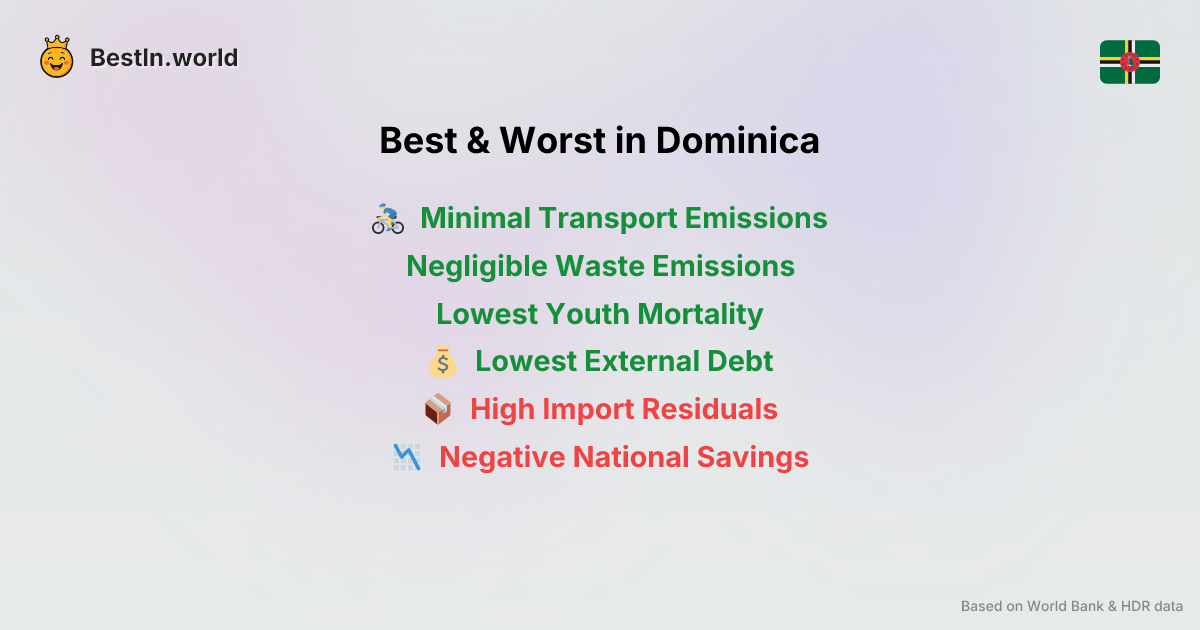 BestIn.world
Best & Worst in Dominica
Minimal Transport Emissions
Negligible Waste Emissions
Lowest Youth Mortality
Lowest External Debt
High Import Residuals
Negative National Savings
Based on World Bank & HDR data